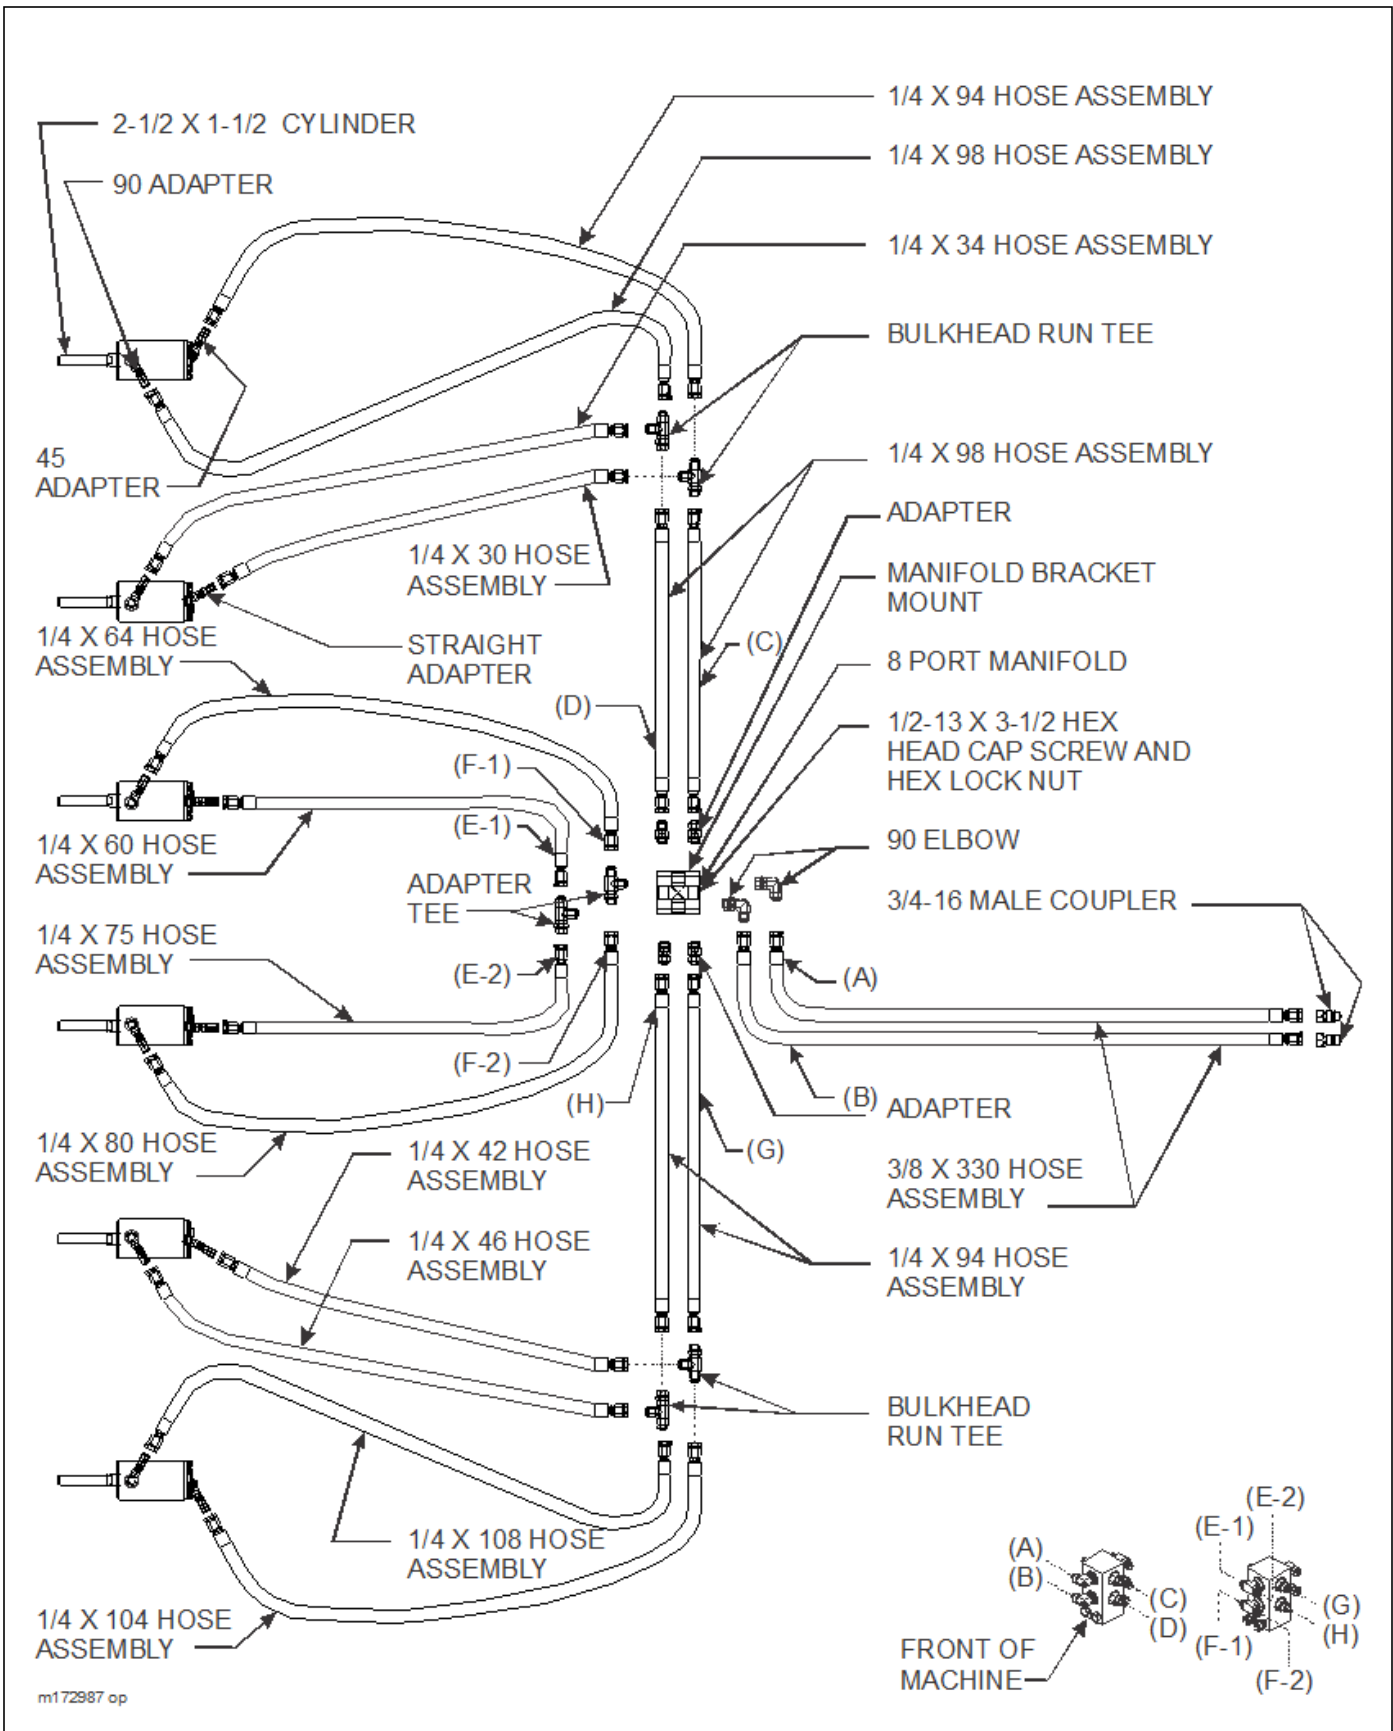 1/4 X 94 HOSE ASSEMBLY
2-1/2 X 1-1/2 CYLINDER
1/4 X 98 HOSE ASSEMBLY
90 ADAPTER
1/4 X 34 HOSE ASSEMBLY
BULKHEAD RUN TEE
45
ADAPTER
1/4 X 98 HOSE ASSEMBLY
ADAPTER
1/4 X 30 HOSE
ASSEMBLY
MANIFOLD BRACKET
MOUNT
1/4 X 64 HOSE
ASSEMBLY
STRAIGHT
ADAPTER
(C)
8 PORT MANIFOLD
(D)
1/2-13 X 3-1/2 HEX
HEAD CAP SCREW AND
HEX LOCK NUT
(F-1)
(E-1)
1/4 X 60 HOSE
ASSEMBLY
90 ELBOW
ADAPTER
TEE
3/4-16 MALE COUPLER
1/4 X 75 HOSE
ASSEMBLY
(E-2)
(A)
(F-2)
(H)
(B)
ADAPTER
1/4 X 80 HOSE
ASSEMBLY
1/4 X 42 HOSE
ASSEMBLY
(G)
3/8 X 330 HOSE
ASSEMBLY
1/4 X 46 HOSE
ASSEMBLY
1/4 X 94 HOSE
ASSEMBLY
BULKHEAD
RUN TEE
1/4 X 108 HOSE
ASSEMBLY
1/4 X 104 HOSE
ASSEMBLY
(E-2)
(E-1)
(A)
(B)
(C)
(D)
(G)
(H)
(F-1)
(F-2)
FRONT OF
MACHINE
m172987 op